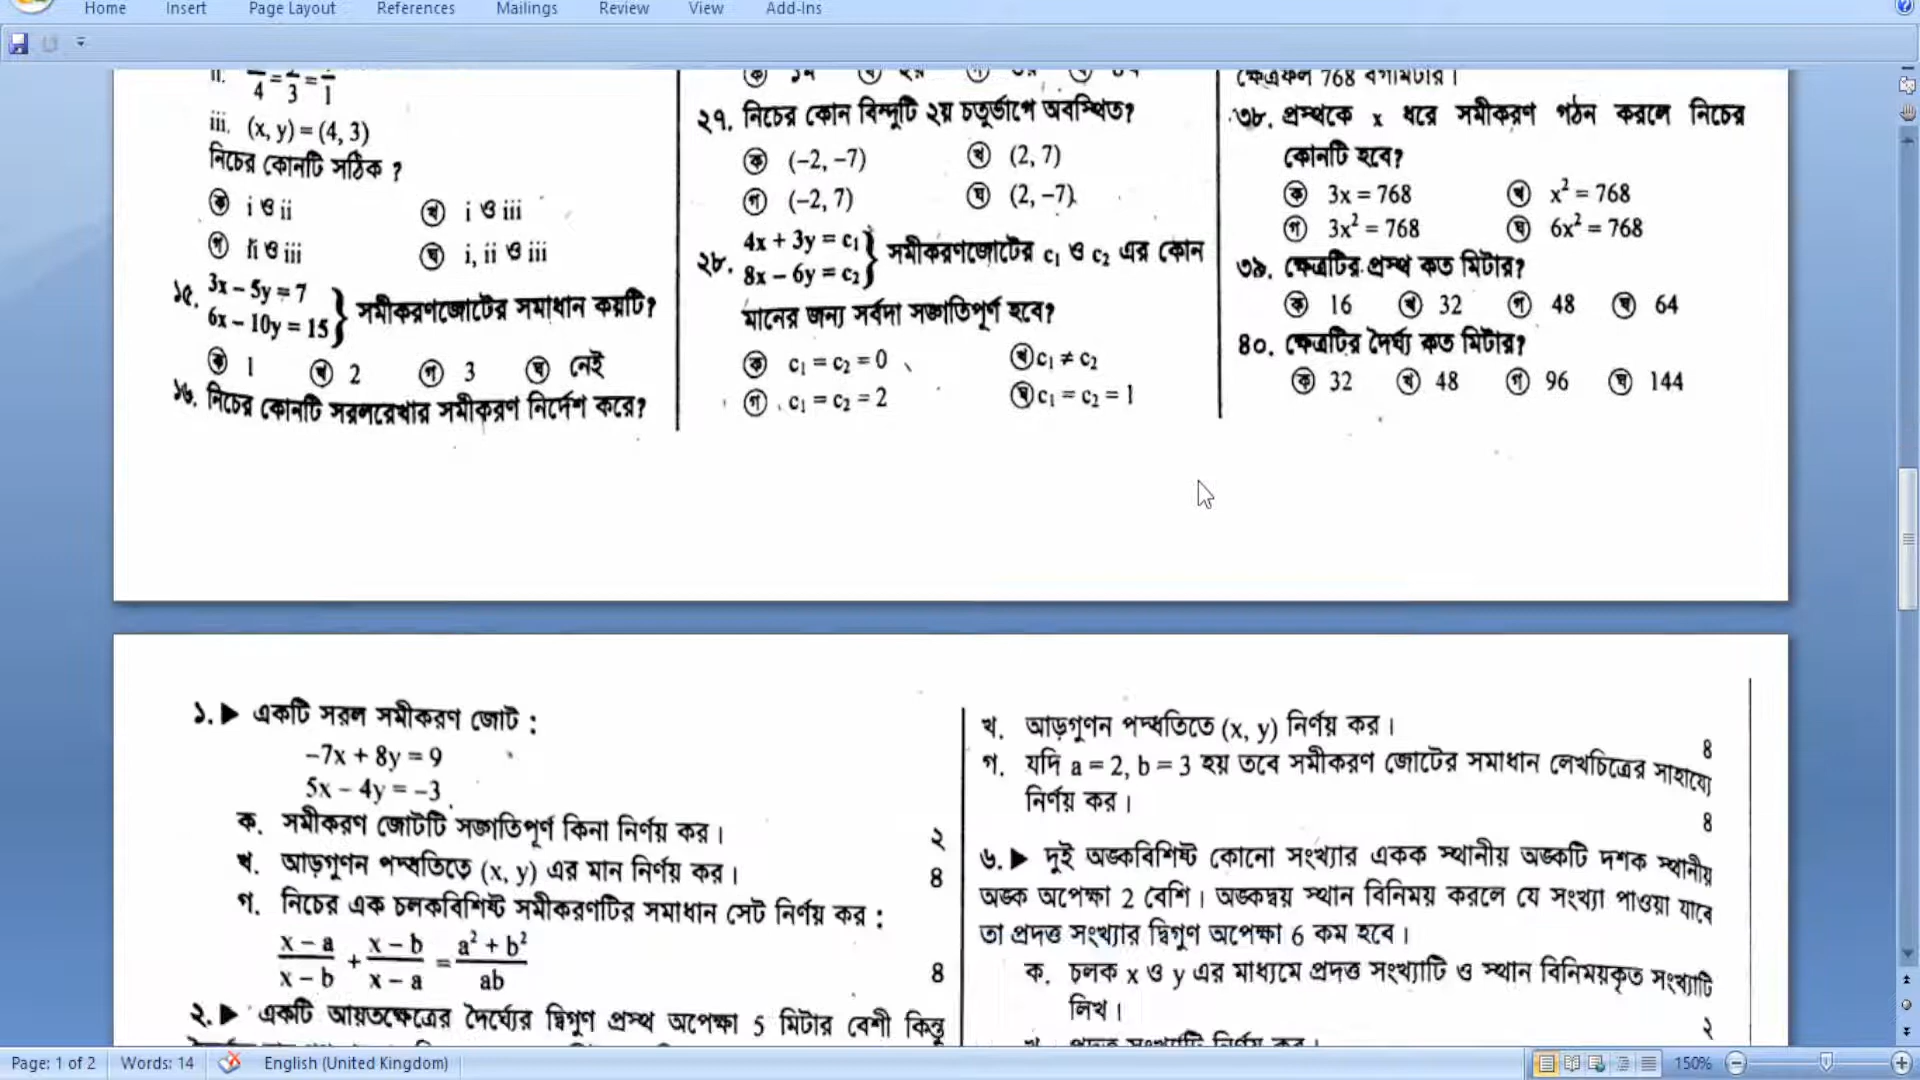 Home Insert Page Layout References Mailings Review View Add-Ins
ii. 4 = 3 = 1
iii. (x, y) = (4, 3)
নিচের কোনটি সঠিক ?
ক i ও ii খ i ও iii
গ ii ও iii ঘ i, ii ও iii
১৫. 3x – 5y = 7
6x – 10y = 15 } সমীকরণজোটের সমাধান কয়টি?
ক 1 খ 2 গ 3 ঘ নেই
১৬. নিচের কোনটি সরলরেখার সমীকরণ নির্দেশ করে?
২৭. নিচের কোন বিন্দুটি ২য় চতুর্ভাগে অবস্থিত?
ক (–2, –7) খ (2, 7)
গ (–2, 7) ঘ (2, –7)
২৮. 4x + 3y = c₁
8x – 6y = c₂ } সমীকরণজোটের c₁ ও c₂ এর কোন
মানের জন্য সর্বদা সঙ্গতিপূর্ণ হবে?
ক c₁ = c₂ = 0 খ c₁ ≠ c₂
গ c₁ = c₂ = 2 ঘ c₁ = c₂ = 1
ক্ষেত্রফল 768 বর্গমিটার।
৩৮. প্রস্থকে x ধরে সমীকরণ গঠন করলে নিচের
কোনটি হবে?
ক 3x = 768 খ x² = 768
গ 3x² = 768 ঘ 6x² = 768
৩৯. ক্ষেত্রটির প্রস্থ কত মিটার?
ক 16 খ 32 গ 48 ঘ 64
৪০. ক্ষেত্রটির দৈর্ঘ্য কত মিটার?
ক 32 খ 48 গ 96 ঘ 144
১.▶ একটি সরল সমীকরণ জোট :
–7x + 8y = 9
5x – 4y = –3
ক. সমীকরণ জোটটি সঙ্গতিপূর্ণ কিনা নির্ণয় কর। ২
খ. আড়গুণন পদ্ধতিতে (x, y) এর মান নির্ণয় কর। ৪
গ. নিচের এক চলকবিশিষ্ট সমীকরণটির সমাধান সেট নির্ণয় কর :
x – a / x – b + x – b / x – a = a² + b² / ab ৪
২.▶ একটি আয়তক্ষেত্রের দৈর্ঘ্যের দ্বিগুণ প্রস্থ অপেক্ষা 5 মিটার বেশী কিন্তু
খ. আড়গুণন পদ্ধতিতে (x, y) নির্ণয় কর। ৪
গ. যদি a = 2, b = 3 হয় তবে সমীকরণ জোটের সমাধান লেখচিত্রের সাহায্যে
নির্ণয় কর। ৪
৬.▶ দুই অঙ্কবিশিষ্ট কোনো সংখ্যার একক স্থানীয় অঙ্কটি দশক স্থানীয়
অঙ্ক অপেক্ষা 2 বেশি। অঙ্কদ্বয় স্থান বিনিময় করলে যে সংখ্যা পাওয়া যাবে
তা প্রদত্ত সংখ্যার দ্বিগুণ অপেক্ষা 6 কম হবে।
ক. চলক x ও y এর মাধ্যমে প্রদত্ত সংখ্যাটি ও স্থান বিনিময়কৃত সংখ্যাটি
লিখ। ২
খ. প্রদত্ত সংখ্যাটি নির্ণয় কর।
Page: 1 of 2 Words: 14 English (United Kingdom) 150%